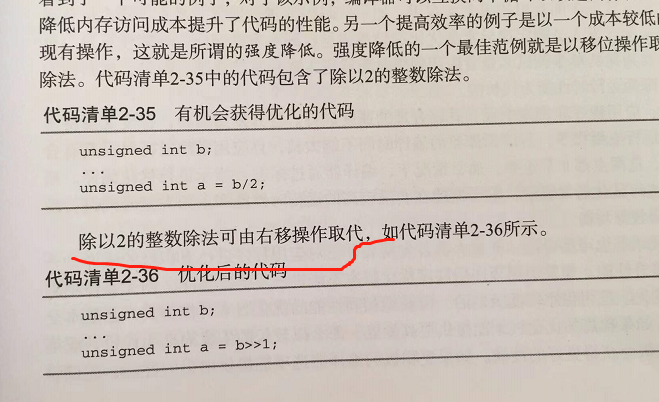 降低内存访问成本提升了代码的性能。另一个提高效率的例子是以一个成本较低
现有操作，这就是所谓的强度降低。强度降低的一个最佳范例就是以移位操作取
除法。代码清单2-35中的代码包含了除以2的整数除法。
代码清单2-35 有机会获得优化的代码
unsigned int b;
...
unsigned int a = b/2;
除以2的整数除法可由右移操作取代，如代码清单2-36所示。
代码清单2-36 优化后的代码
unsigned int b;
...
unsigned int a = b>>1;